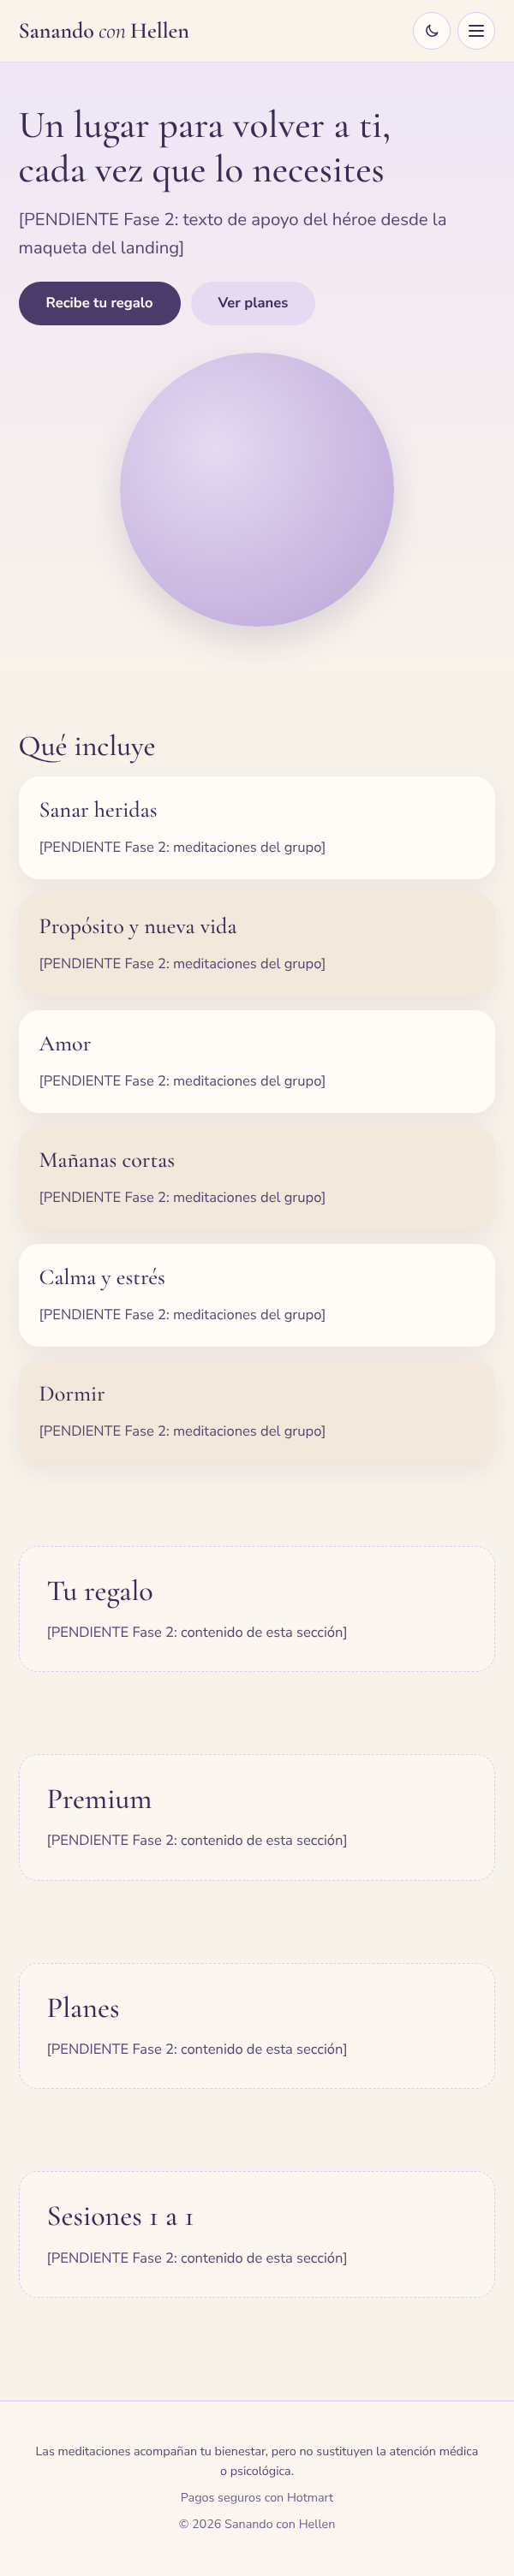 Sanando con Hellen
Un lugar para volver a ti,
cada vez que lo necesites
[PENDIENTE Fase 2: texto de apoyo del héroe desde la
maqueta del landing]
Recibe tu regalo
Ver planes
Qué incluye
Sanar heridas
[PENDIENTE Fase 2: meditaciones del grupo]
Propósito y nueva vida
[PENDIENTE Fase 2: meditaciones del grupo]
Amor
[PENDIENTE Fase 2: meditaciones del grupo]
Mañanas cortas
[PENDIENTE Fase 2: meditaciones del grupo]
Calma y estrés
[PENDIENTE Fase 2: meditaciones del grupo]
Dormir
[PENDIENTE Fase 2: meditaciones del grupo]
Tu regalo
[PENDIENTE Fase 2: contenido de esta sección]
Premium
[PENDIENTE Fase 2: contenido de esta sección]
Planes
[PENDIENTE Fase 2: contenido de esta sección]
Sesiones 1 a 1
[PENDIENTE Fase 2: contenido de esta sección]
Las meditaciones acompañan tu bienestar, pero no sustituyen la atención médica
o psicológica.
Pagos seguros con Hotmart
© 2026 Sanando con Hellen